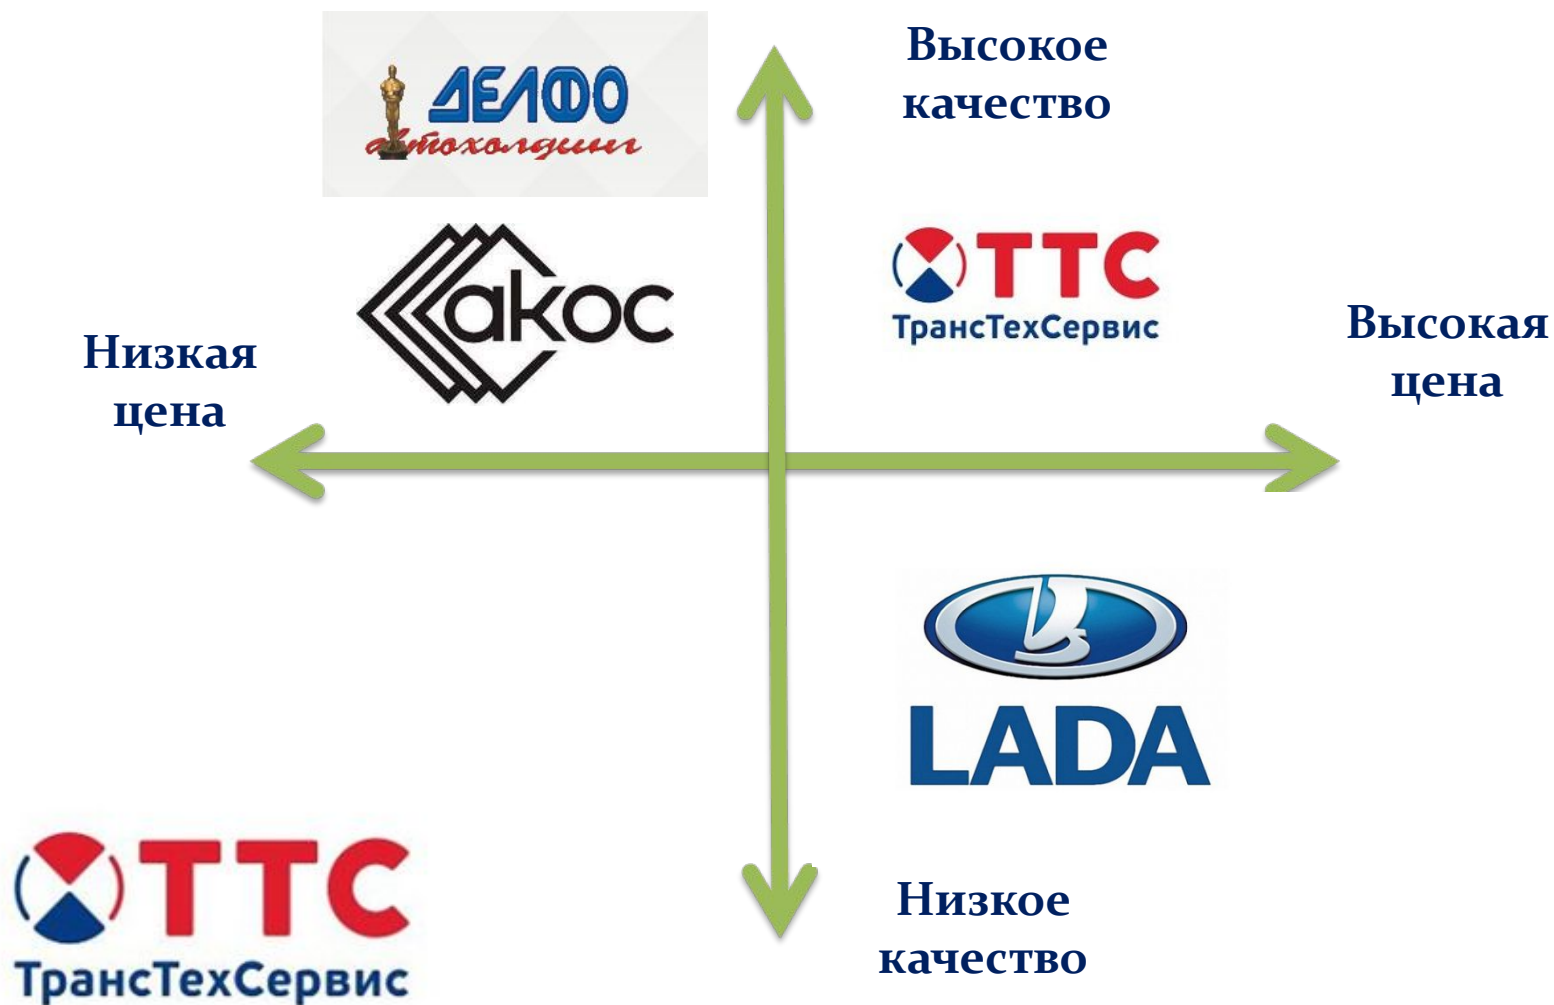 ДЕЛФО
автохолдинг
Высокое
качество
акос
ТТС
ТрансТехСервис
Низкая
цена
Высокая
цена
LADA
ТТС
ТрансТехСервис
Низкое
качество